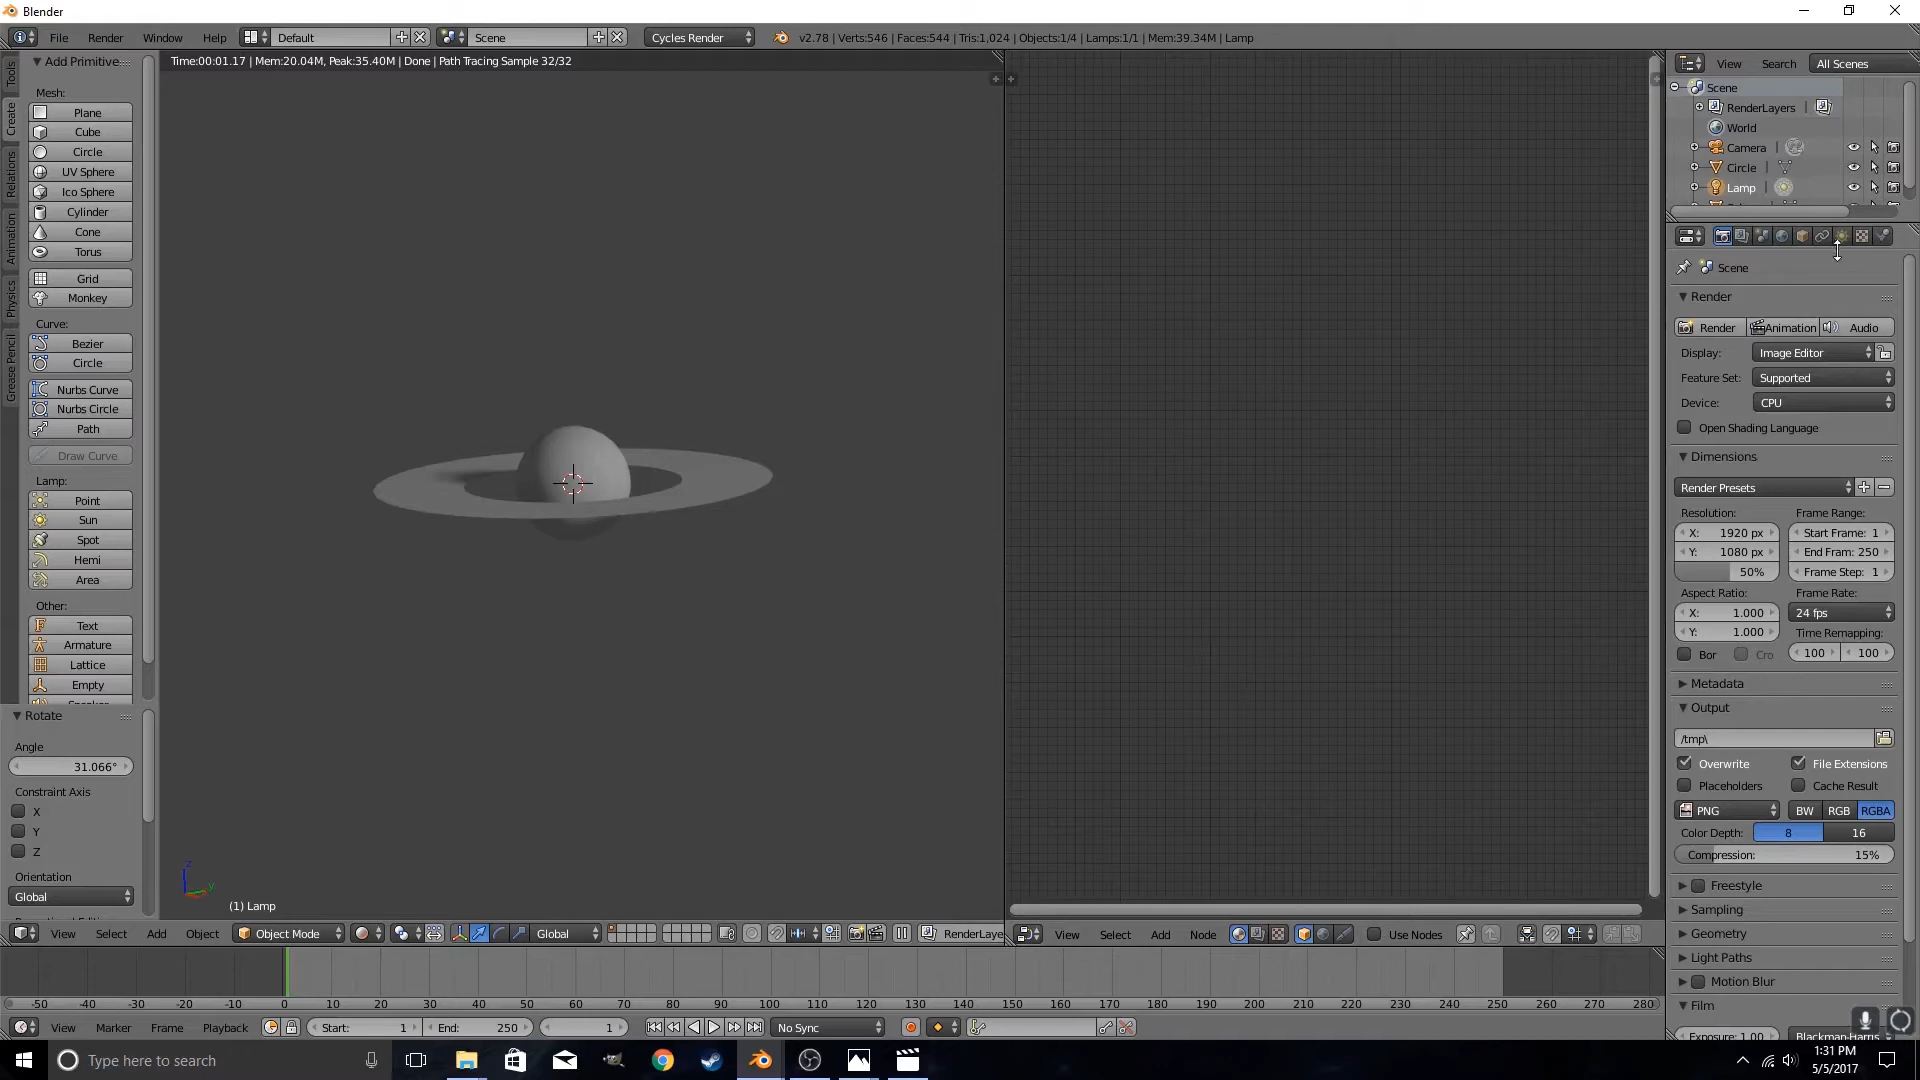 Blender
File Render Window Help Default Scene Cycles Render v2.78 | Verts:546 | Faces:544 | Tris:1,024 | Objects:1/4 | Lamps:1/1 | Mem:39.34M | Lamp
Time:00:01.17 | Mem:20.04M, Peak:35.40M | Done | Path Tracing Sample 32/32
Tools
Create
Relations
Animation
Physics
Grease Pencil
Add Primitive
Mesh:
Plane
Cube
Circle
UV Sphere
Ico Sphere
Cylinder
Cone
Torus
Grid
Monkey
Curve:
Bezier
Circle
Nurbs Curve
Nurbs Circle
Path
Draw Curve
Lamp:
Point
Sun
Spot
Hemi
Area
Other:
Text
Armature
Lattice
Empty
Rotate
Angle
31.066°
Constraint Axis
X
Y
Z
Orientation
Global
z
y
(1) Lamp
View Select Add Object Object Mode Global RenderLaye
View Select Add Node Use Nodes
View Search All Scenes
Scene
RenderLayers
World
Camera
Circle
Lamp
Scene
Render
Render Animation Audio
Display: Image Editor
Feature Set: Supported
Device: CPU
Open Shading Language
Dimensions
Render Presets
Resolution: Frame Range:
X: 1920 px Start Frame: 1
Y: 1080 px End Fram: 250
50% Frame Step: 1
Aspect Ratio: Frame Rate:
X: 1.000 24 fps
Y: 1.000 Time Remapping:
Bor Cro 100 100
Metadata
Output
/tmp\
Overwrite File Extensions
Placeholders Cache Result
PNG BW RGB RGBA
Color Depth: 8 16
Compression: 15%
Freestyle
Sampling
Geometry
Light Paths
Motion Blur
Film
Exposure: 1.00 Blackman-Harris
-50 -40 -30 -20 -10 0 10 20 30 40 50 60 70 80 90 100 110 120 130 140 150 160 170 180 190 200 210 220 230 240 250 260 270 280
View Marker Frame Playback Start: 1 End: 250 1 No Sync
Type here to search
1:31 PM
5/5/2017